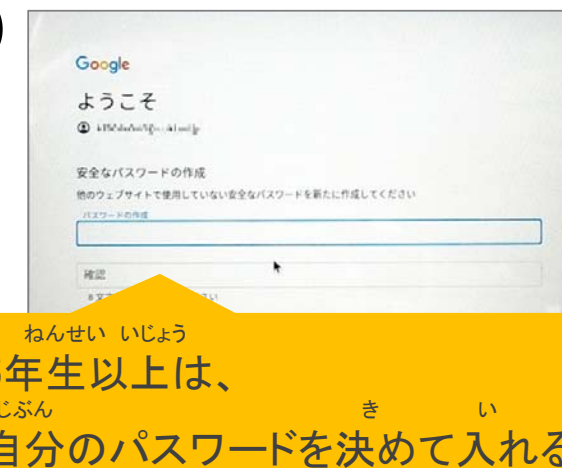 Google
ようこそ
安全なパスワードの作成
他のウェブサイトで使用していない安全なパスワードを新たに作成してください
パスワードの作成
確認
ねんせい いじょう
年生以上は、
じぶん き い
自分のパスワードを決めて入れる